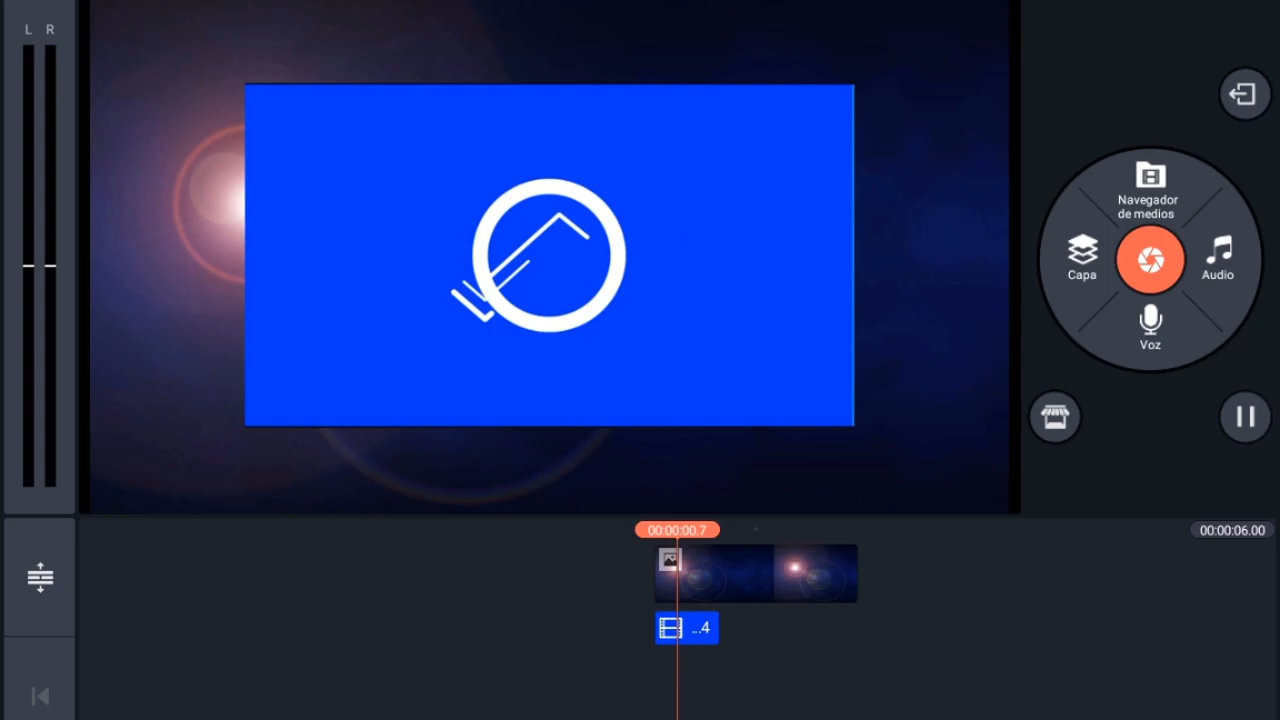 L R
Navegador
de medios
Capa
Audio
Voz
00:00:00.7
00:00:06.00
...4